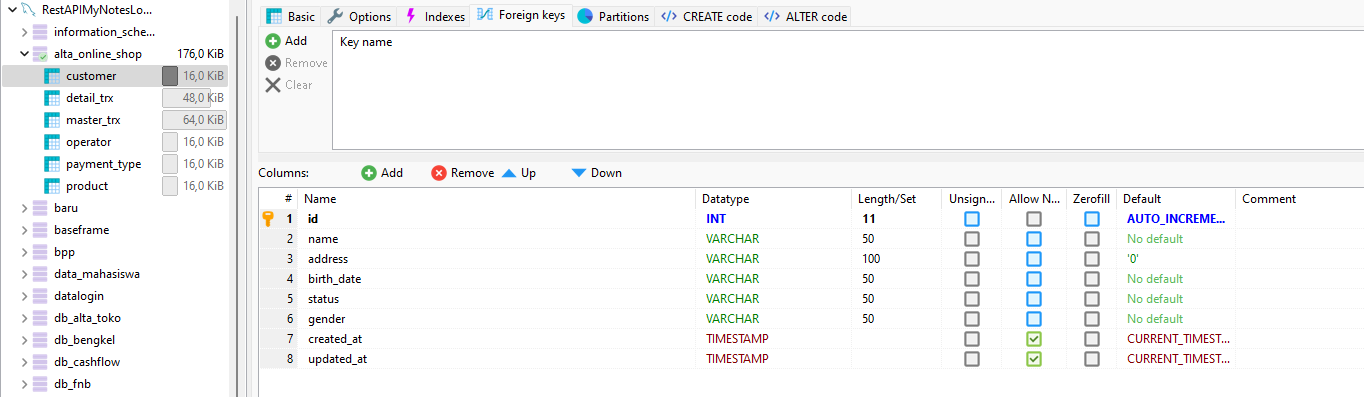 RestAPIMyNotesLo...
information_sche...
alta_online_shop 176,0 KiB
customer 16,0 KiB
detail_trx 48,0 KiB
master_trx 64,0 KiB
operator 16,0 KiB
payment_type 16,0 KiB
product 16,0 KiB
baru
baseframe
bpp
data_mahasiswa
datalogin
db_alta_toko
db_bengkel
db_cashflow
db_fnb
Basic Options Indexes Foreign keys Partitions CREATE code ALTER code
Add
Remove
Clear
Key name
Columns: Add Remove Up Down
# Name Datatype Length/Set Unsign... Allow N... Zerofill Default Comment
1 id INT 11 AUTO_INCREME...
2 name VARCHAR 50 No default
3 address VARCHAR 100 '0'
4 birth_date VARCHAR 50 No default
5 status VARCHAR 50 No default
6 gender VARCHAR 50 No default
7 created_at TIMESTAMP CURRENT_TIMEST...
8 updated_at TIMESTAMP CURRENT_TIMEST...